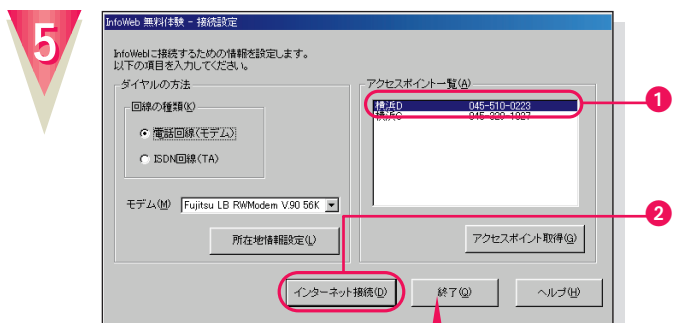 5
InfoWeb 無料体験 - 接続設定
InfoWebに接続するための情報を設定します。
以下の項目を入力してください。
ダイヤルの方法
回線の種類(K)
電話回線(モデム)
ISDN回線(TA)
モデム(M) Fujitsu LB RWModem V.90 56K
所在地情報設定(L)
アクセスポイント一覧(A)
横浜D 045-510-0223
横浜C
アクセスポイント取得(G)
1
2
インターネット接続(D)
終了(Q)
ヘルプ(H)